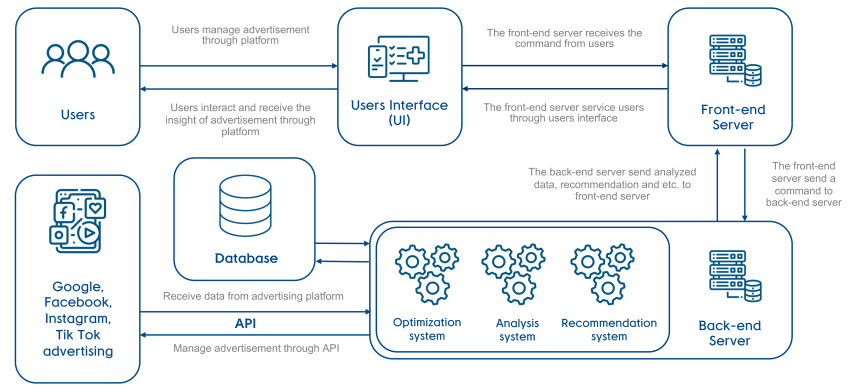 Users manage advertisement
through platform
Users
Users interact and receive the
insight of advertisement through
platform
Users Interface
(UI)
The front-end server receives the
command from users
The front-end server service users
through users interface
Front-end
Server
The back-end server send analyzed
data, recommendation and etc. to
front-end server
The front-end
server send a
command to
back-end server
Database
Google,
Facebook,
Instagram,
Tik Tok
advertising
Receive data from advertising platform
API
Manage advertisement through API
Optimization
system
Analysis
system
Recommendation
system
Back-end
Server